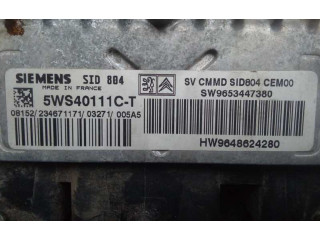 SIEMENS SID 804
5WS40111C-T
MADE IN FRANCE
08152/234671171/03271/005A5
SV CMMD SID804 CEM00
SW9653447380
HW9648624280